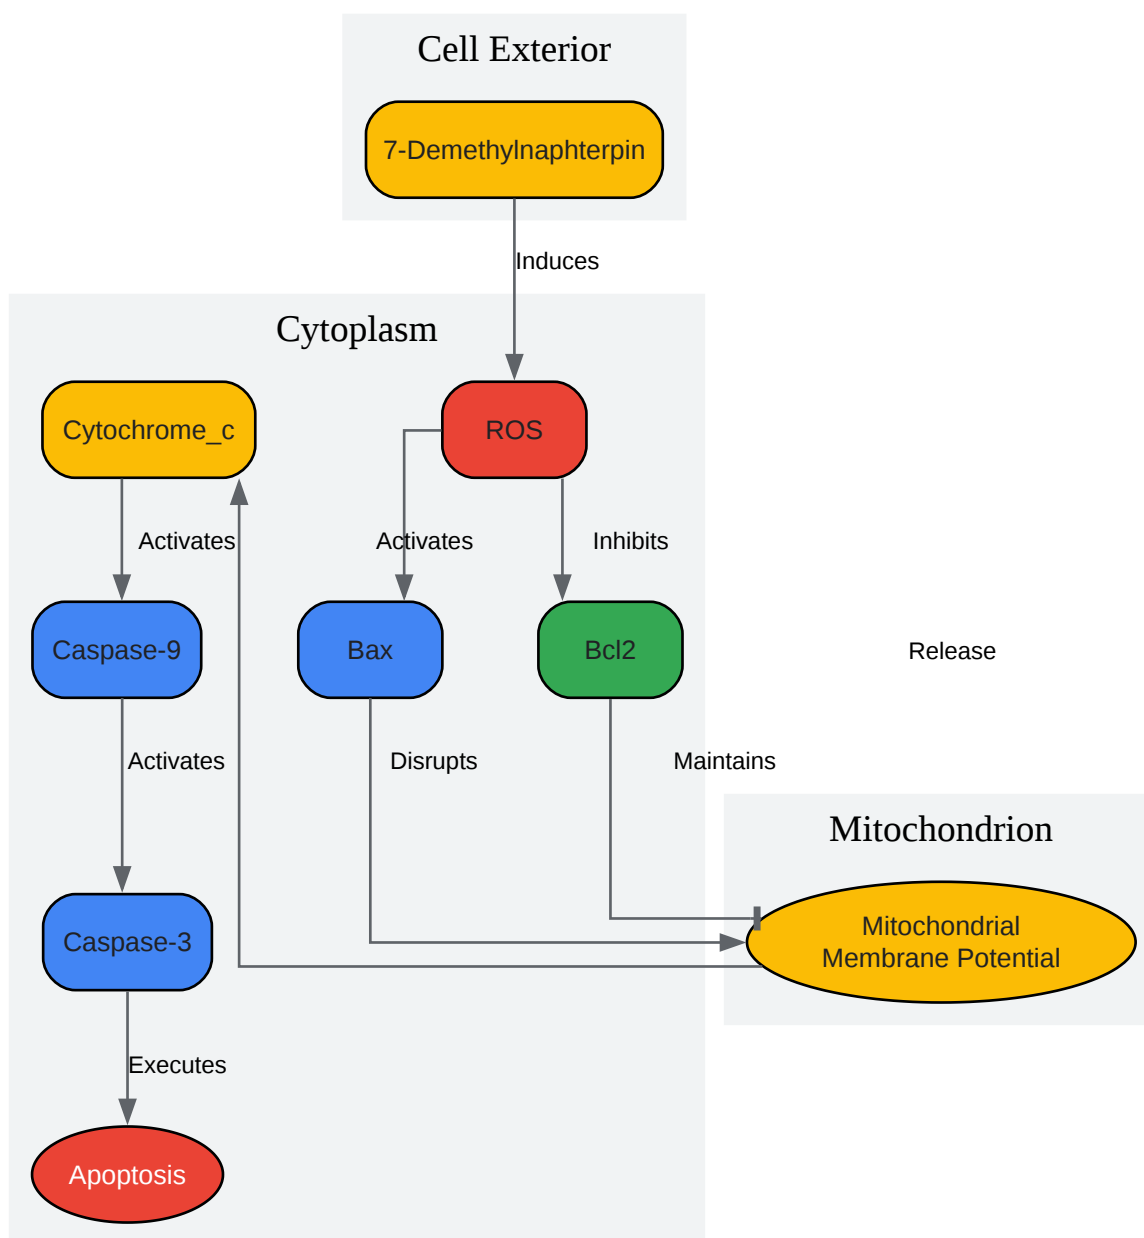 Cell Exterior
7-Demethylnaphterpin
Induces
Cytoplasm
Cytochrome_c
ROS
Activates
Activates
Inhibits
Caspase-9
Bax
Bcl2
Release
Activates
Disrupts
Maintains
Mitochondrion
Caspase-3
Mitochondrial
Membrane Potential
Executes
Apoptosis